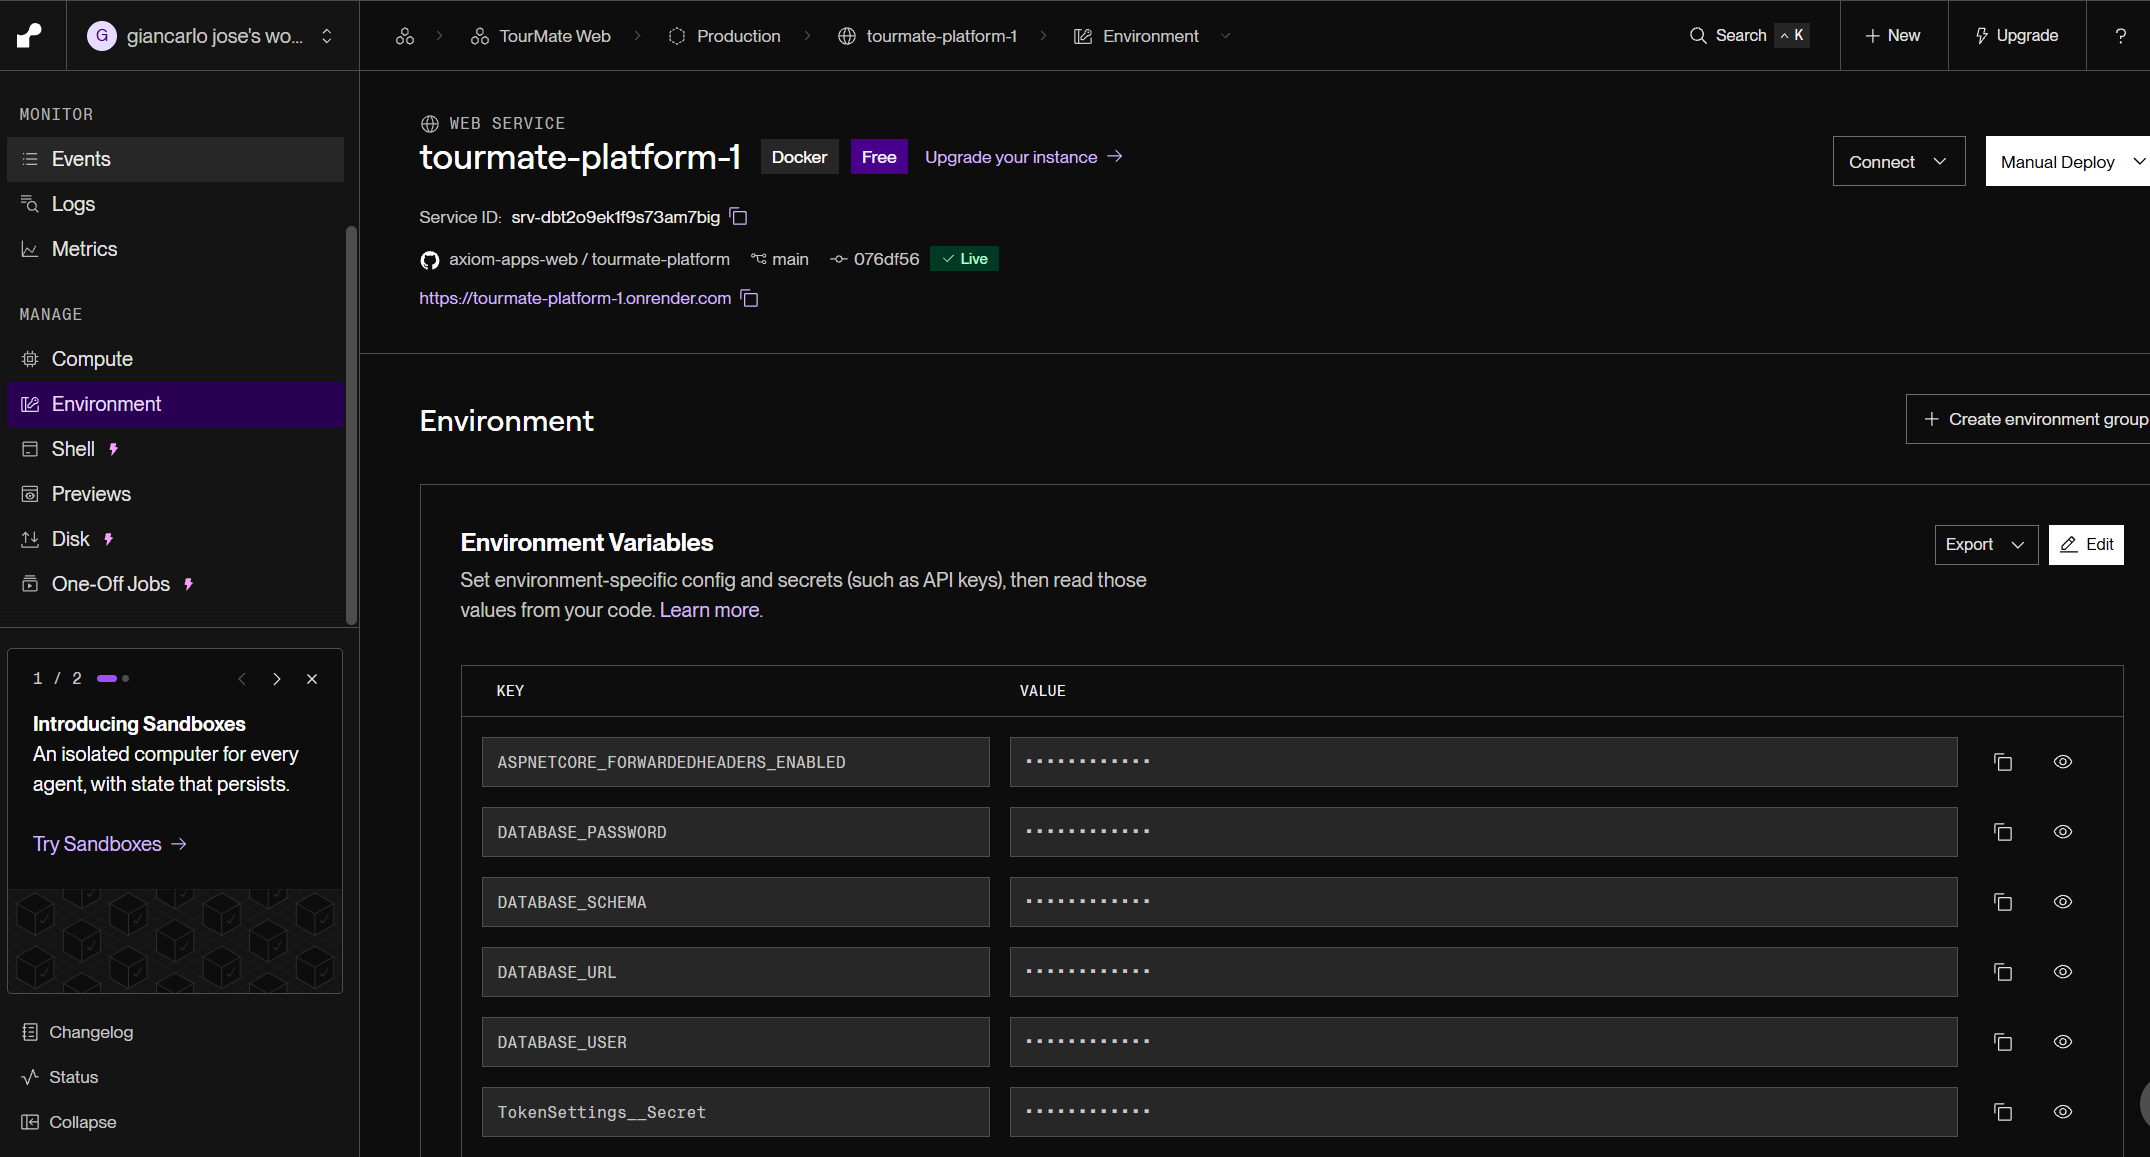 G giancarlo jose's wo...
TourMate Web
Production
tourmate-platform-1
Environment
Search ^ K
+ New
Upgrade
?
MONITOR
Events
Logs
Metrics
MANAGE
Compute
Environment
Shell
Previews
Disk
One-Off Jobs
1 / 2
Introducing Sandboxes
An isolated computer for every
agent, with state that persists.
Try Sandboxes →
Changelog
Status
Collapse
WEB SERVICE
tourmate-platform-1 Docker Free Upgrade your instance →
Connect
Manual Deploy
Service ID: srv-dbt2o9ek1f9s73am7big
axiom-apps-web / tourmate-platform main 076df56 ✓ Live
https://tourmate-platform-1.onrender.com
Environment
+ Create environment group
Environment Variables
Export
Edit
Set environment-specific config and secrets (such as API keys), then read those
values from your code. Learn more.
KEY VALUE
ASPNETCORE_FORWARDEDHEADERS_ENABLED ••••••••••••
DATABASE_PASSWORD ••••••••••••
DATABASE_SCHEMA ••••••••••••
DATABASE_URL ••••••••••••
DATABASE_USER ••••••••••••
TokenSettings__Secret ••••••••••••